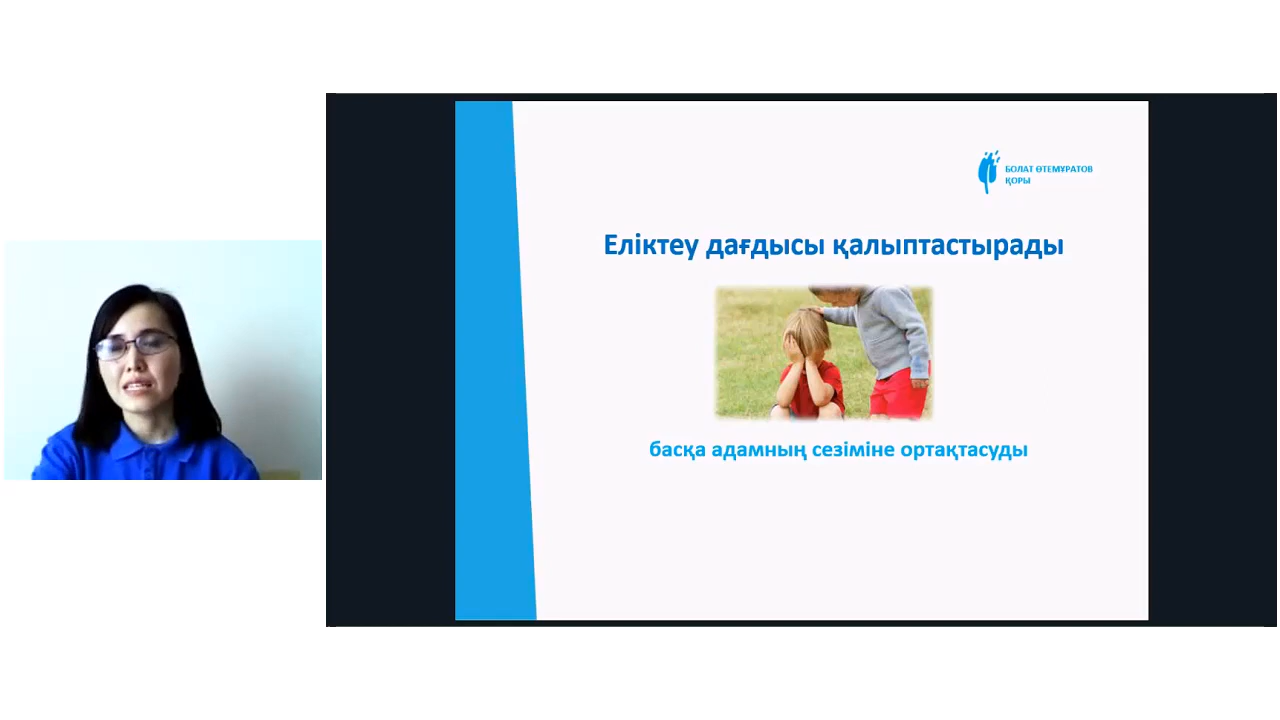 БОЛАТ ӨТЕМҰРАТОВ
ҚОРЫ
Еліктеу дағдысы қалыптастырады
басқа адамның сезіміне ортақтасуды